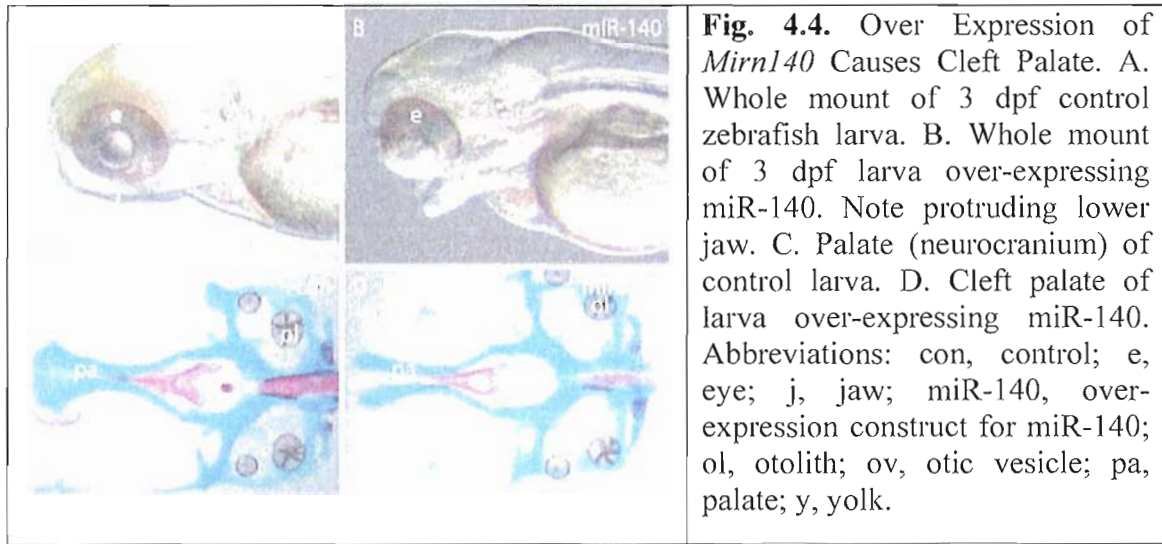 B miR-140
e
e
ol
ol
pa
pa
Fig. 4.4. Over Expression of
Mirn140 Causes Cleft Palate. A.
Whole mount of 3 dpf control
zebrafish larva. B. Whole mount
of 3 dpf larva over-expressing
miR-140. Note protruding lower
jaw. C. Palate (neurocranium) of
control larva. D. Cleft palate of
larva over-expressing miR-140.
Abbreviations: con, control; e,
eye; j, jaw; miR-140, over-
expression construct for miR-140;
ol, otolith; ov, otic vesicle; pa,
palate; y, yolk.